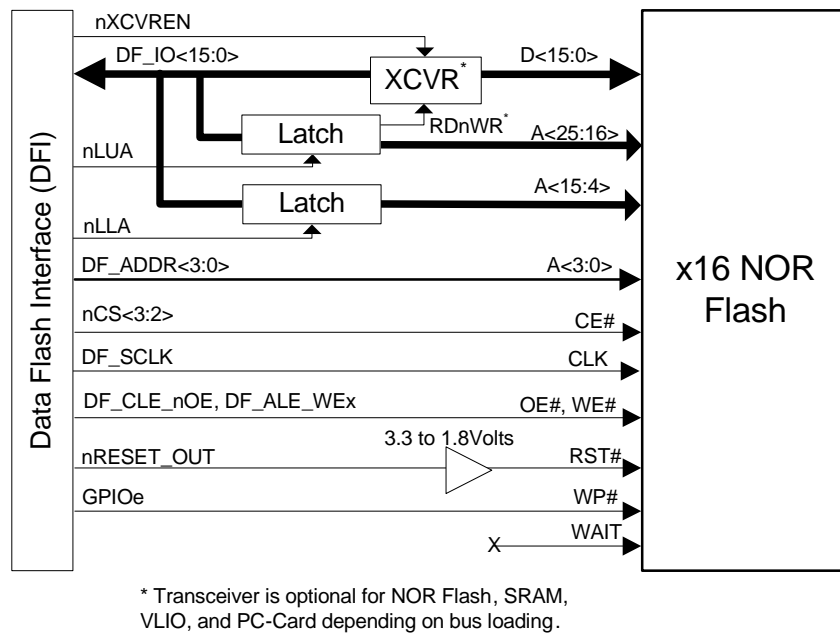 nXCVREN
DF_IO<15:0>
XCVR*
D<15:0>
Latch
RDnWR*
A<25:16>
nLUA
Latch
A<15:4>
nLLA
DF_ADDR<3:0>
A<3:0>
Data Flash Interface (DFI)
x16 NOR
Flash
nCS<3:2>
CE#
DF_SCLK
CLK
DF_CLE_nOE, DF_ALE_WEx
OE#, WE#
3.3 to 1.8Volts
nRESET_OUT
RST#
GPIOe
WP#
X
WAIT
* Transceiver is optional for NOR Flash, SRAM,
VLIO, and PC-Card depending on bus loading.